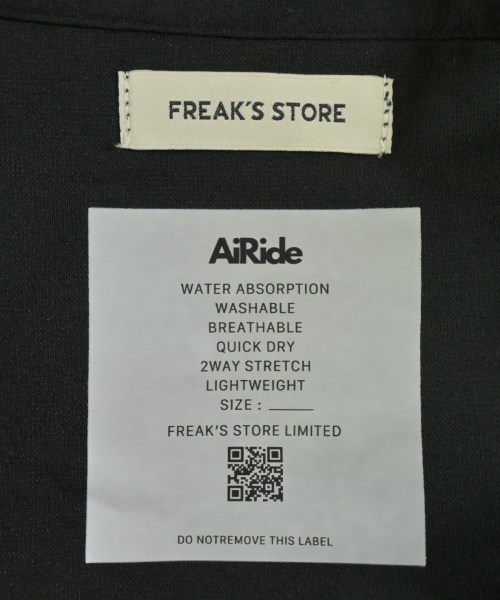 FREAK'S STORE
AiRide
WATER ABSORPTION
WASHABLE
BREATHABLE
QUICK DRY
2WAY STRETCH
LIGHTWEIGHT
SIZE : _____
FREAK'S STORE LIMITED
DO NOTREMOVE THIS LABEL